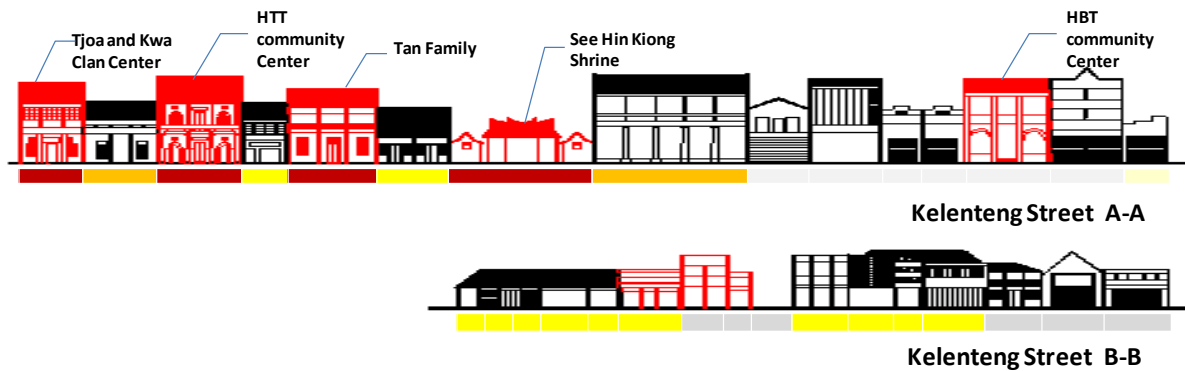 Tjoa and Kwa
Clan Center
HTT
community
Center
Tan Family
See Hin Kiong
Shrine
HBT
community
Center
Kelenteng Street A-A
Kelenteng Street B-B